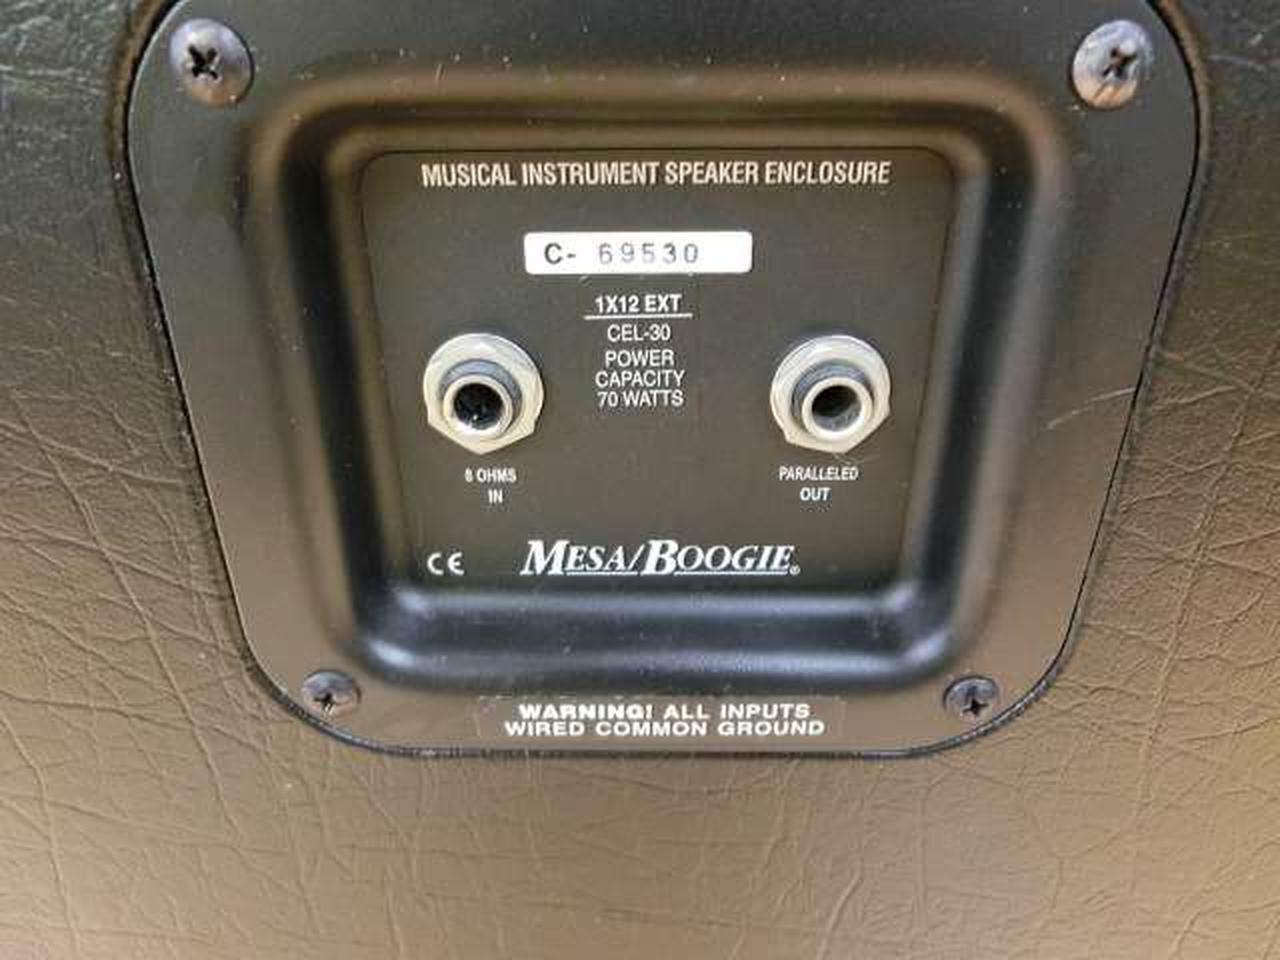 MUSICAL INSTRUMENT SPEAKER ENCLOSURE
C- 69530
1X12 EXT
CEL-30
POWER
CAPACITY
70 WATTS
8 OHMS
IN
PARALLELED
OUT
CE
MESA/BOOGIE®
WARNING! ALL INPUTS
WIRED COMMON GROUND